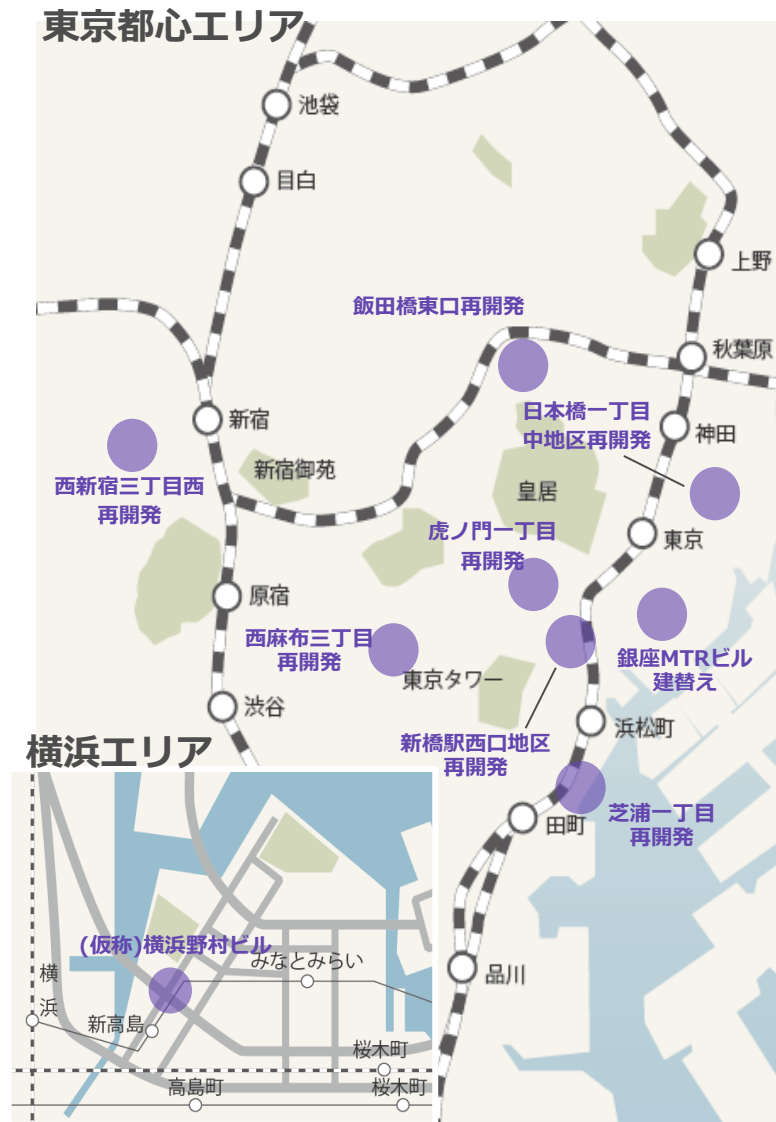 東京都心エリア
池袋
目白
上野
飯田橋東口再開発
秋葉原
日本橋一丁目
中地区再開発
新宿
神田
新宿御苑
西新宿三丁目西
再開発
皇居
虎ノ門一丁目
再開発
東京
原宿
西麻布三丁目
再開発
東京タワー
銀座MTRビル
建替え
渋谷
浜松町
新橋駅西口地区
再開発
芝浦一丁目
再開発
田町
品川
横浜エリア
(仮称)横浜野村ビル
みなとみらい
横
浜
新高島
桜木町
高島町
桜木町